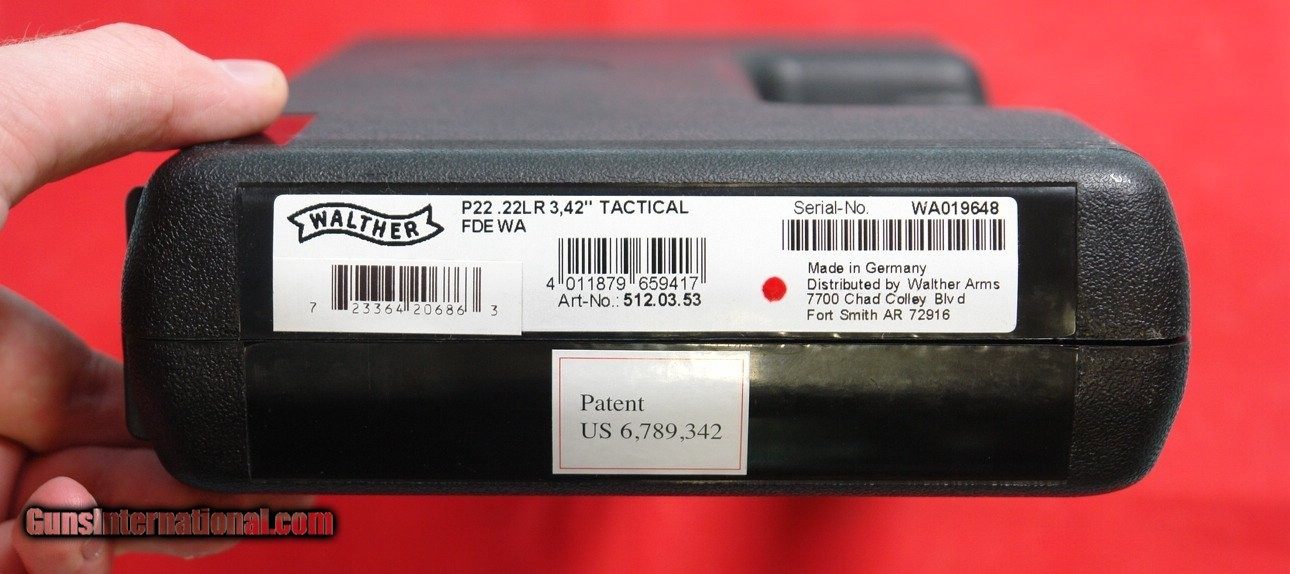 WALTHER
P22 .22LR 3,42" TACTICAL
FDE WA
7 23364 20686 3
4 011879 659417
Art-No.: 512.03.53
Serial-No. WA019648
Made in Germany
Distributed by Walther Arms
7700 Chad Colley Blvd
Fort Smith AR 72916
Patent
US 6,789,342
GunsInternational.com